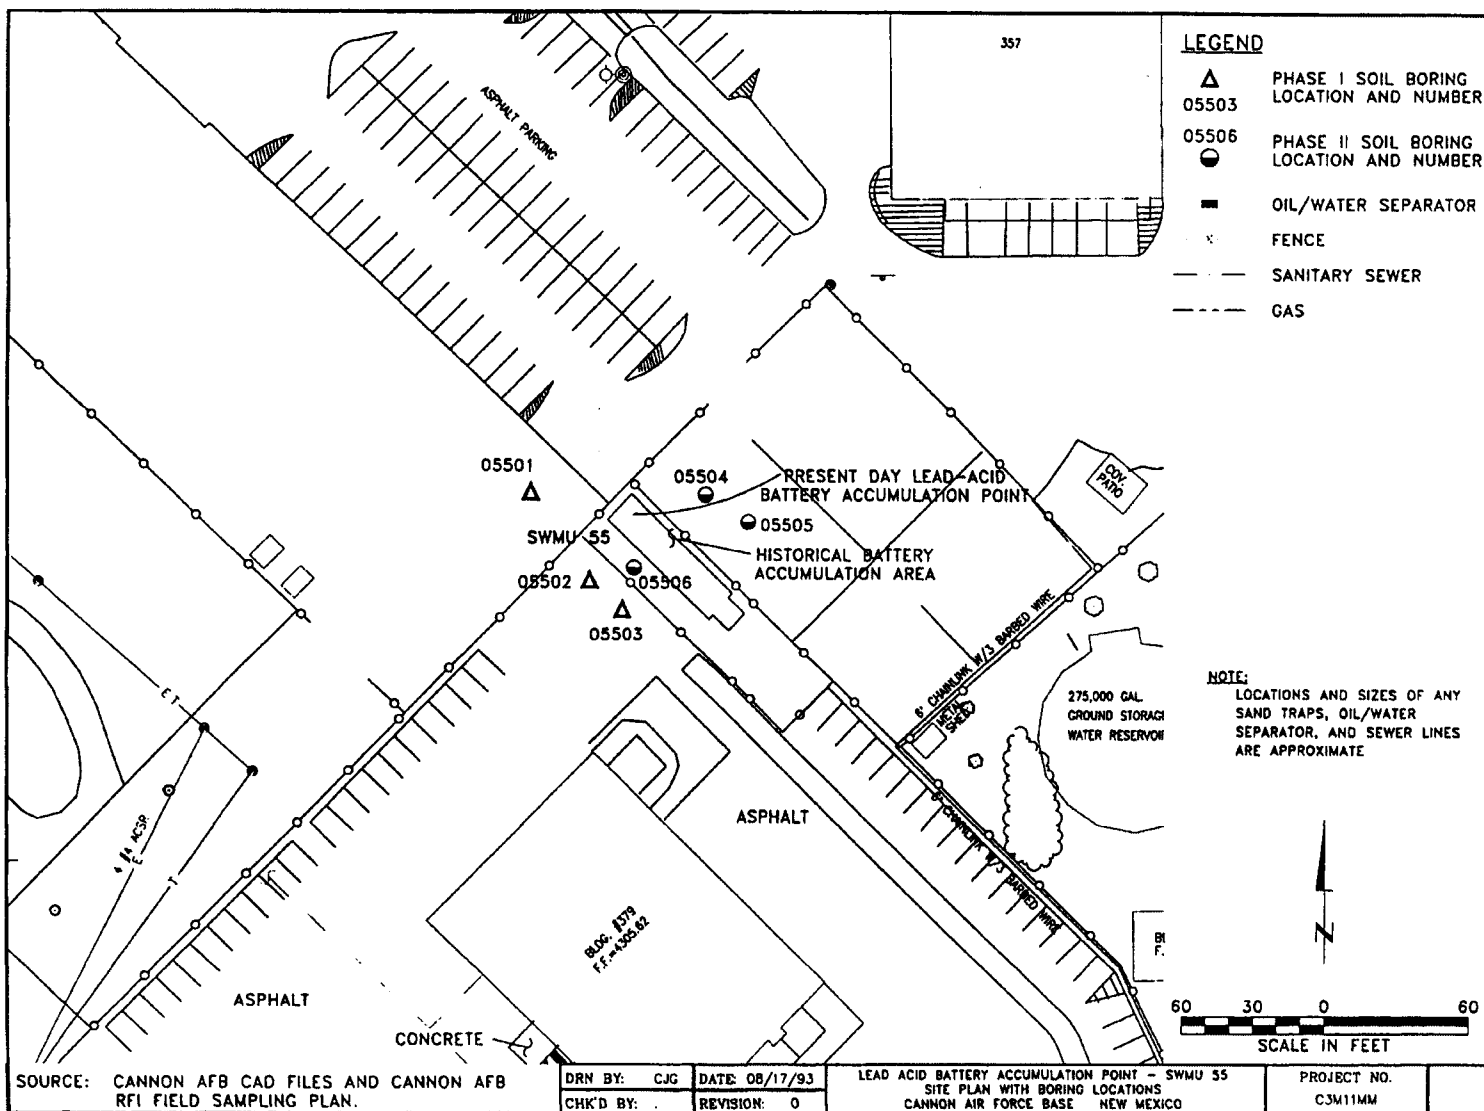 357
ASPHALT PARKING
LEGEND
05503
PHASE I SOIL BORING
LOCATION AND NUMBER
05506
PHASE II SOIL BORING
LOCATION AND NUMBER
OIL/WATER SEPARATOR
FENCE
SANITARY SEWER
GAS
05501
05504
PRESENT DAY LEAD-ACID
BATTERY ACCUMULATION POINT
05505
SWMU 55
HISTORICAL BATTERY
ACCUMULATION AREA
05502
05506
05503
COV.
PATIO
6' CHAINLINK W/3 BARBED WIRE
METAL
SHED
275,000 GAL.
GROUND STORAG
WATER RESERVOI
NOTE:
LOCATIONS AND SIZES OF ANY
SAND TRAPS, OIL/WATER
SEPARATOR, AND SEWER LINES
ARE APPROXIMATE
E T
4 #4 ACSR
E
T
ASPHALT
6' CHAINLINK W/3 BARBED WIRE
BLDG. #379
F.F.=4305.62
ASPHALT
CONCRETE
F.
N
60 30 0 60
SCALE IN FEET
SOURCE: CANNON AFB CAD FILES AND CANNON AFB
RFI FIELD SAMPLING PLAN.
DRN BY: CJG
DATE: 08/17/93
CHK'D BY:
REVISION: 0
LEAD ACID BATTERY ACCUMULATION POINT - SWMU 55
SITE PLAN WITH BORING LOCATIONS
CANNON AIR FORCE BASE NEW MEXICO
PROJECT NO.
C3M11MM